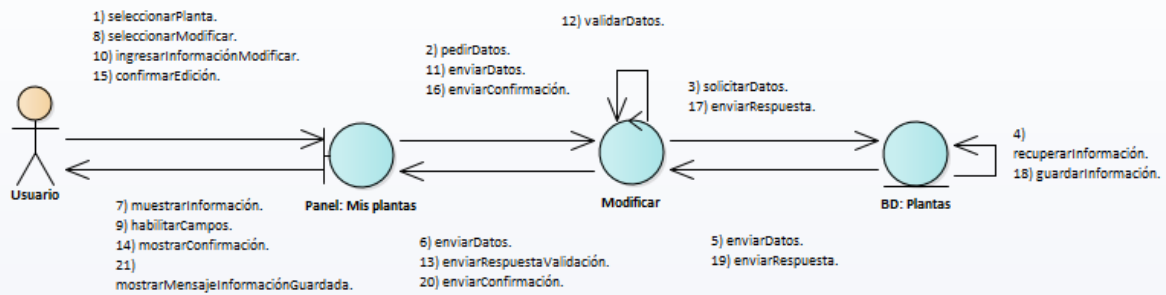 1) seleccionarPlanta.
8) seleccionarModificar.
10) ingresarInformaciónModificar.
15) confirmarEdición.
12) validarDatos.
2) pedirDatos.
11) enviarDatos.
16) enviarConfirmación.
3) solicitarDatos.
17) enviarRespuesta.
4)
recuperarInformación.
18) guardarInformación.
Usuario
Panel: Mis plantas
Modificar
BD: Plantas
7) muestrarInformación.
9) habilitarCampos.
14) mostrarConfirmación.
21)
mostrarMensajeInformaciónGuardada.
6) enviarDatos.
13) enviarRespuestaValidación.
20) enviarConfirmación.
5) enviarDatos.
19) enviarRespuesta.